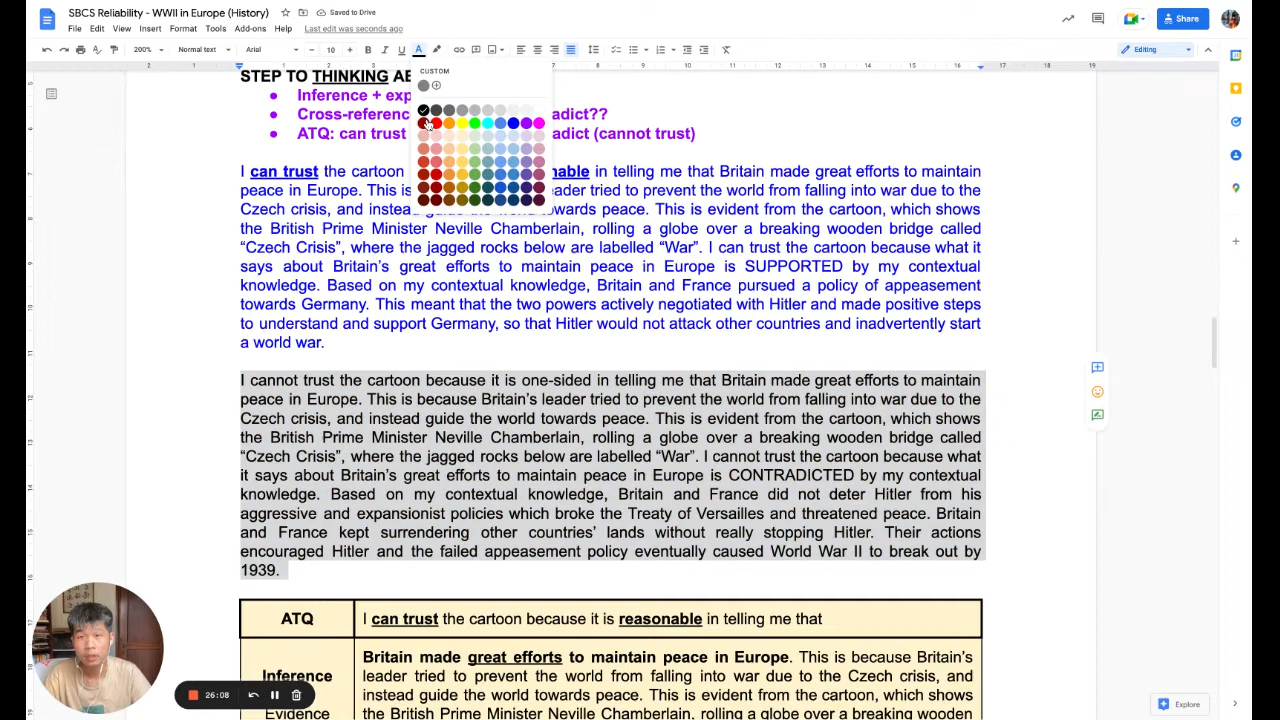 SBCS Reliability - WWII in Europe (History)
Saved to Drive
Share
File Edit View Insert Format Tools Add-ons Help Last edit was seconds ago
200% Normal text Arial 10 Editing
2 1 1 2 3 8 9 10 11 12 13 14 15 16 17 18 19
CUSTOM
STEP TO THINKING AB
Inference + exp
Cross-reference adict??
ATQ: can trust adict (cannot trust)
I can trust the cartoon nable in telling me that Britain made great efforts to maintain
peace in Europe. This is eader tried to prevent the world from falling into war due to the
Czech crisis, and instead guide the world towards peace. This is evident from the cartoon, which shows
the British Prime Minister Neville Chamberlain, rolling a globe over a breaking wooden bridge called
“Czech Crisis”, where the jagged rocks below are labelled “War”. I can trust the cartoon because what it
says about Britain’s great efforts to maintain peace in Europe is SUPPORTED by my contextual
knowledge. Based on my contextual knowledge, Britain and France pursued a policy of appeasement
towards Germany. This meant that the two powers actively negotiated with Hitler and made positive steps
to understand and support Germany, so that Hitler would not attack other countries and inadvertently start
a world war.
I cannot trust the cartoon because it is one-sided in telling me that Britain made great efforts to maintain
peace in Europe. This is because Britain’s leader tried to prevent the world from falling into war due to the
Czech crisis, and instead guide the world towards peace. This is evident from the cartoon, which shows
the British Prime Minister Neville Chamberlain, rolling a globe over a breaking wooden bridge called
“Czech Crisis”, where the jagged rocks below are labelled “War”. I cannot trust the cartoon because what
it says about Britain’s great efforts to maintain peace in Europe is CONTRADICTED by my contextual
knowledge. Based on my contextual knowledge, Britain and France did not deter Hitler from his
aggressive and expansionist policies which broke the Treaty of Versailles and threatened peace. Britain
and France kept surrendering other countries’ lands without really stopping Hitler. Their actions
encouraged Hitler and the failed appeasement policy eventually caused World War II to break out by
1939.
ATQ I can trust the cartoon because it is reasonable in telling me that
Britain made great efforts to maintain peace in Europe. This is because Britain’s
Inference leader tried to prevent the world from falling into war due to the Czech crisis, and
instead guide the world towards peace. This is evident from the cartoon, which shows
Evidence the British Prime Minister Neville Chamberlain, rolling a globe over a breaking wooden
26:08
Explore